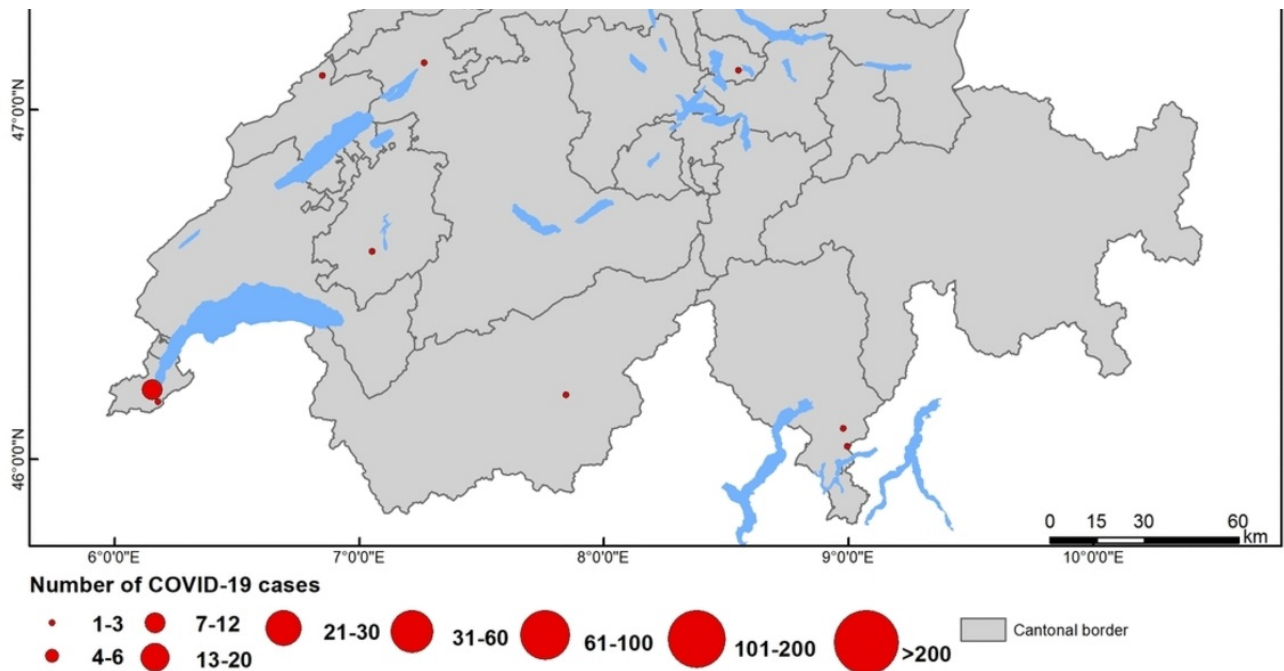 47°0'0"N
46°0'0"N
6°0'0"E
7°0'0"E
8°0'0"E
9°0'0"E
10°0'0"E
0 15 30 60
km
Number of COVID-19 cases
1-3 7-12 21-30 31-60 61-100 101-200 >200 Cantonal border
4-6 13-20